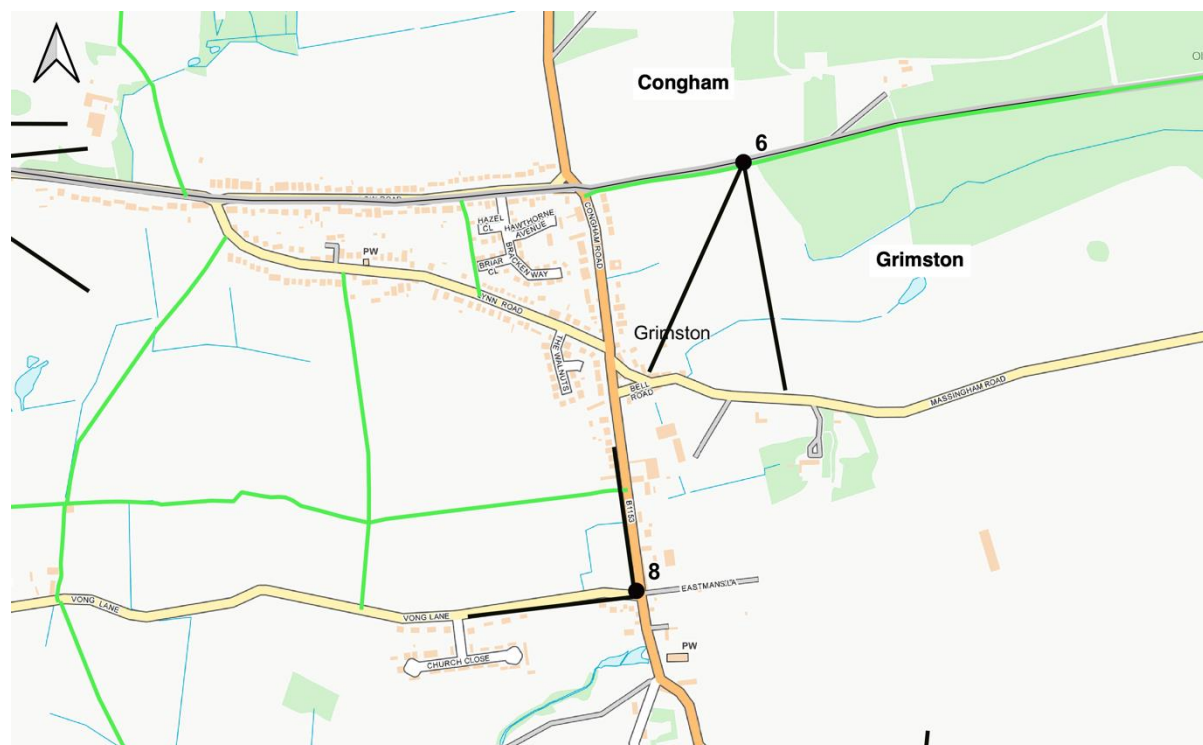 Congham
6
OF
HAZEL
CL
HAWTHORNE
AVENUE
CONGHAM ROAD
PW
BRIAR
CL
BRACKEN WAY
Grimston
LYNN ROAD
Grimston
THE WALNUTS
BELL
ROAD
MASSINGHAM ROAD
B1153
8
EASTMANS LA
VONG LANE
VONG LANE
PW
CHURCH CLOSE